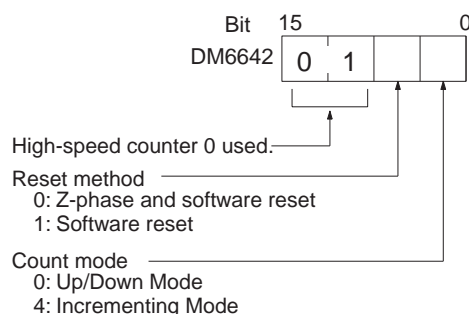 Bit 15 0
DM6642 0 1
High-speed counter 0 used.
Reset method
0: Z-phase and software reset
1: Software reset
Count mode
0: Up/Down Mode
4: Incrementing Mode